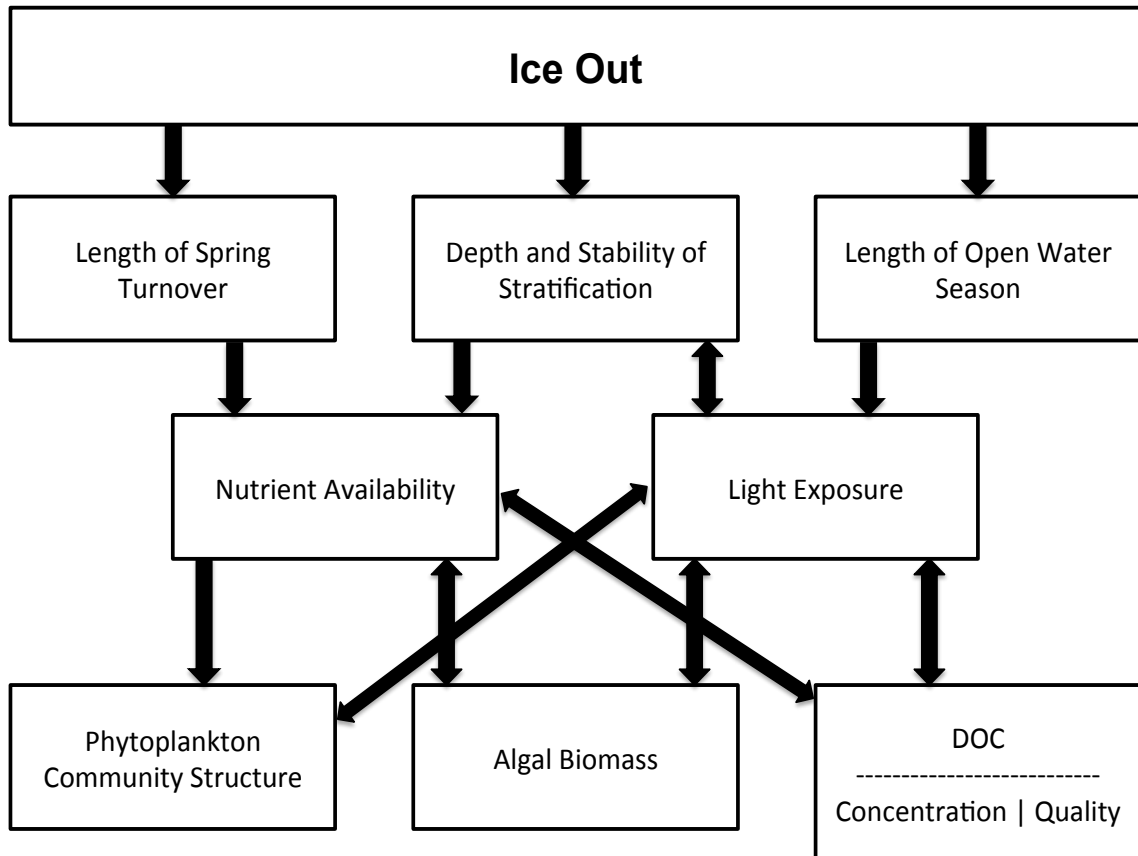 Ice Out
Length of Spring
Turnover
Depth and Stability of
Stratification
Length of Open Water
Season
Nutrient Availability
Light Exposure
Phytoplankton
Community Structure
Algal Biomass
DOC
---------------------------
Concentration | Quality